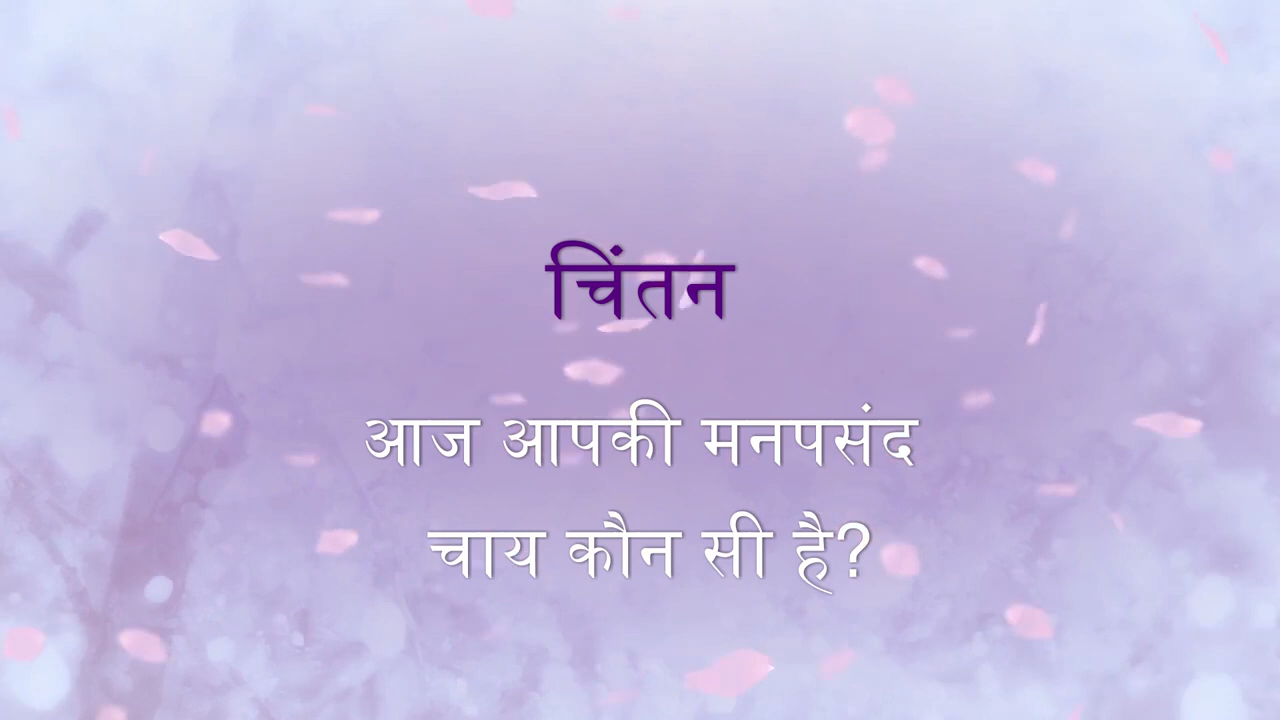 चिंतन
आज आपकी मनपसंद
चाय कौन सी है?